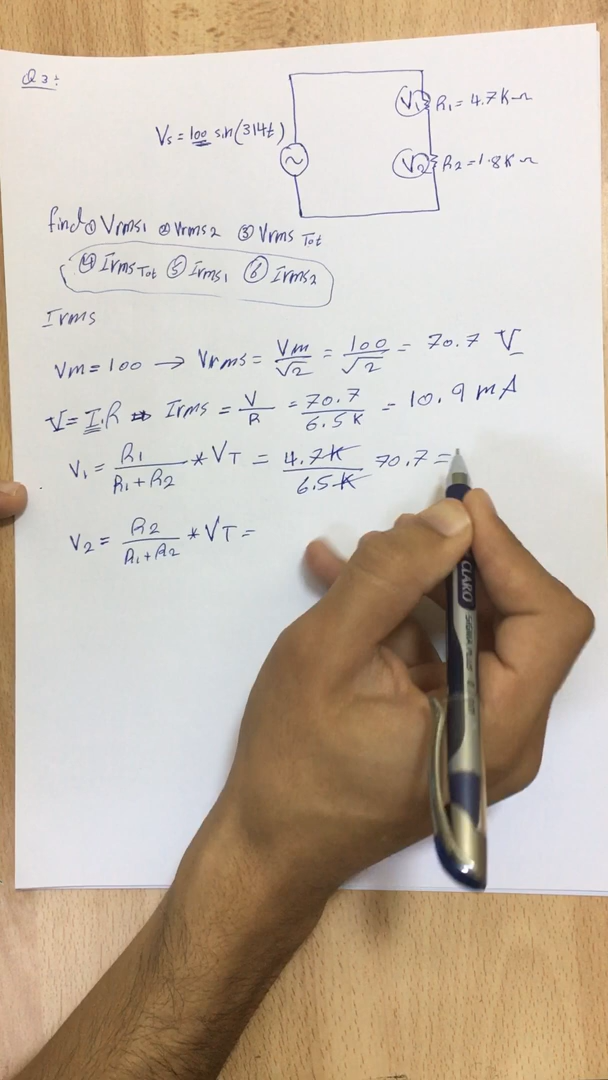 Q3:
Vs = 100 sin(314t)
V1 R1 = 4.7K Ω
V2 R2 = 1.8K Ω
find ① Vrms1 ② Vrms2 ③ Vrms Tot
④ Irms Tot ⑤ Irms1 ⑥ Irms2
Irms
Vm = 100 → Vrms = Vm/√2 = 100/√2 = 70.7 V
V = I.R ⇒ Irms = V/R = 70.7/6.5K = 10.9 mA
V1 = R1/(R1+R2) * VT = 4.7K/6.5K 70.7 =
V2 = R2/(R1+R2) * VT =
CLARO